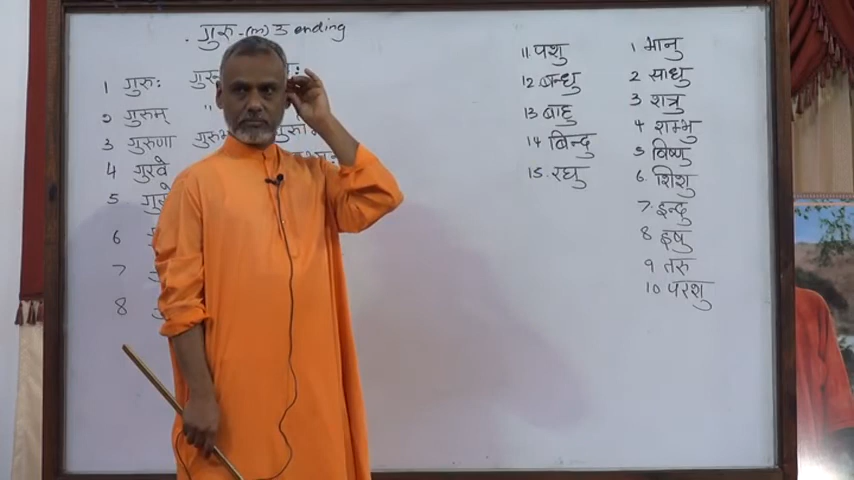 गुरु - (m) उ ending
1 गुरुः
2 गुरुम्
3 गुरुणा
4 गुरवे
5
6
7
8
11 पशु
12 बन्धु
13 बाहु
14 बिन्दु
15. रघु
1 भानु
2 साधु
3 शत्रु
4 शम्भु
5 विष्णु
6. शिशु
7 इन्दु
8 इषु
9 तरु
10 परशु